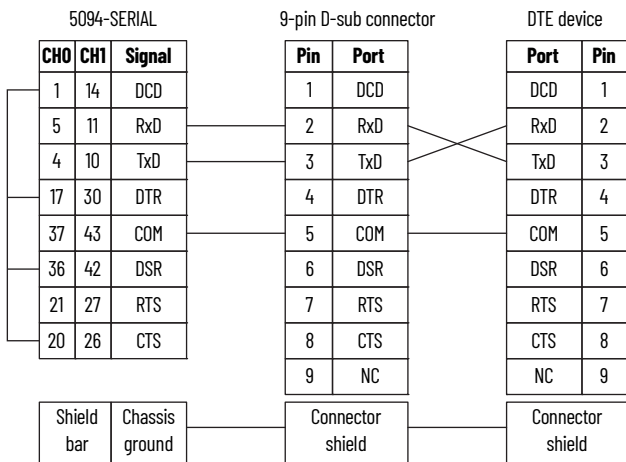 5094-SERIAL 9-pin D-sub connector DTE device
CH0 CH1 Signal Pin Port Port Pin
1 14 DCD 1 DCD DCD 1
5 11 RxD 2 RxD RxD 2
4 10 TxD 3 TxD TxD 3
17 30 DTR 4 DTR DTR 4
37 43 COM 5 COM COM 5
36 42 DSR 6 DSR DSR 6
21 27 RTS 7 RTS RTS 7
20 26 CTS 8 CTS CTS 8
9 NC NC 9
Shield Chassis Connector Connector
bar ground shield shield